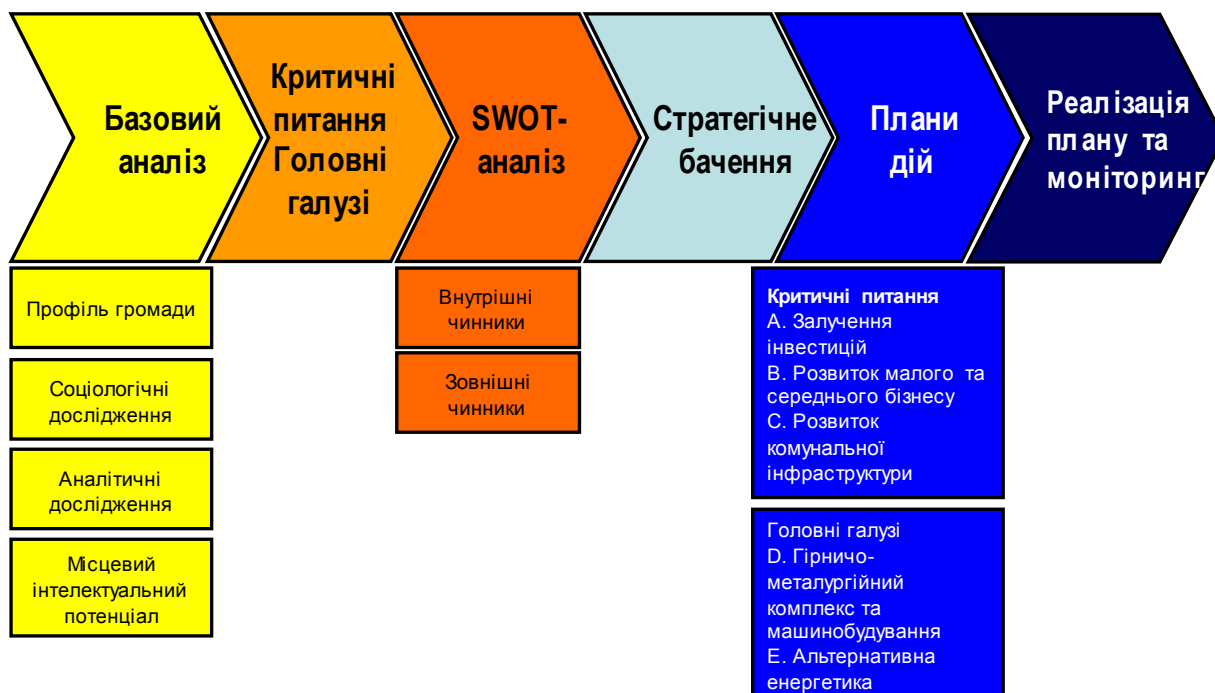 Базовий
аналіз
Критичні
питання
Головні
галузі
SWOT-
аналіз
Стратегічне
бачення
Плани
дій
Реалізація
плану та
моніторинг
Профіль громади
Соціологічні
дослідження
Аналітичні
дослідження
Місцевий
інтелектуальний
потенціал
Внутрішні
чинники
Зовнішні
чинники
Критичні питання
A. Залучення
інвестицій
B. Розвиток малого та
середнього бізнесу
C. Розвиток
комунальної
інфраструктури
Головні галузі
D. Гірничо-
металургійний
комплекс та
машинобудування
E. Альтернативна
енергетика